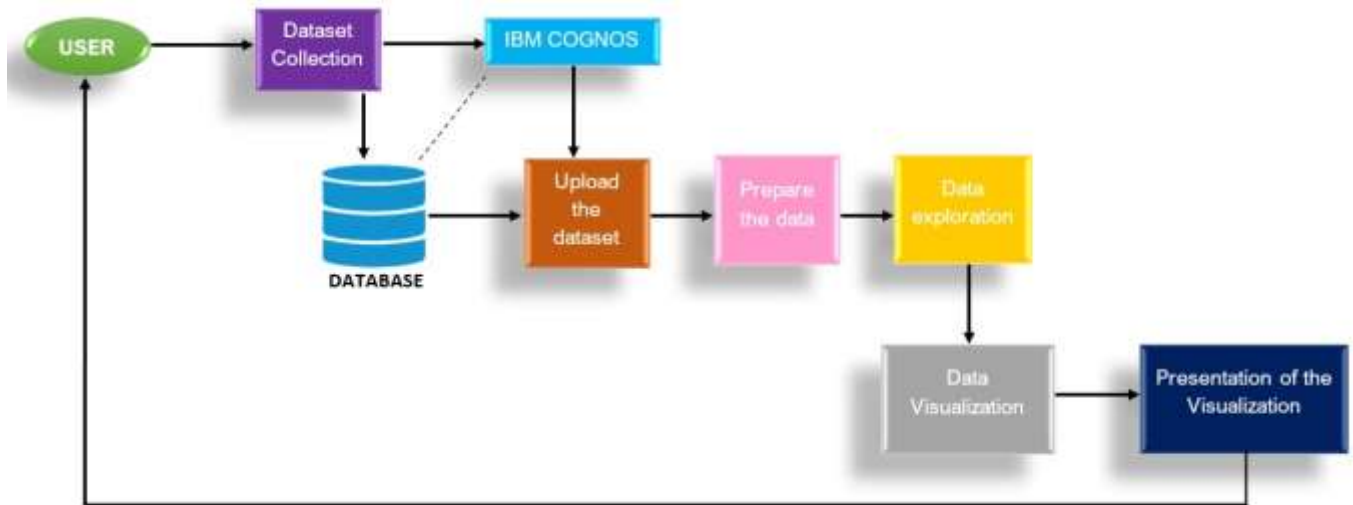 USER
Dataset
Collection
IBM COGNOS
DATABASE
Upload
the
dataset
Prepare
the data
Data
exploration
Data
Visualization
Presentation of the
Visualization